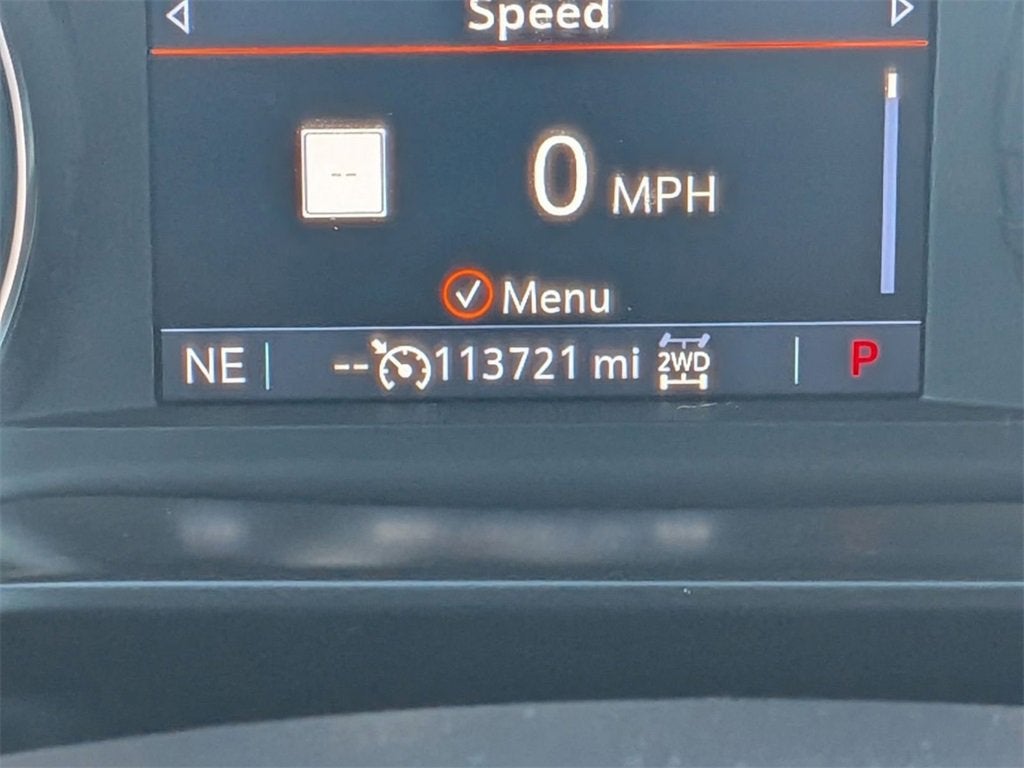 Speed
--
0 MPH
Menu
NE -- 113721 mi 2WD P